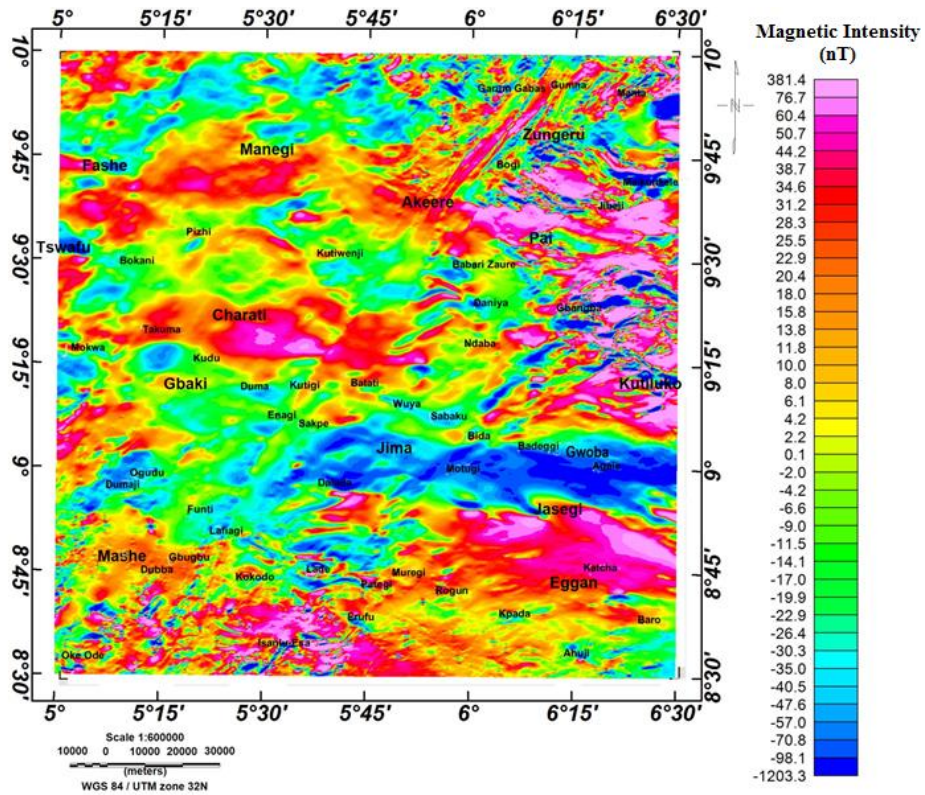 5° 5°15' 5°30' 5°45' 6° 6°15' 6°30'
Magnetic Intensity
(nT)
10°
10°
N
9°45'
9°45'
9°30'
9°30'
9°15'
9°15'
9°
9°
8°45'
8°45'
8°30'
8°30'
Garum Gabas
Gumna
Zungeru
Manegi
Fashe
Bogi
Akeere
Jibeji
Pizhi
Pai
Tswafu
Bokani
Kutiwenji
Babari Zaure
Daniya
Charati
Takuma
Mokwa
Ndaba
Kudu
Gbaki
Duma
Kutigi
Batati
Kutiluko
Wuya
Enagi
Sakpe
Sabaku
Bida
Jima
Badeggi
Gwoba
Motugi
Agaie
Ogudu
Dumaji
Funti
Jasegi
Lafiagi
Mashe
Gbugbu
Dubba
Kokodo
Lade
Muregi
Katcha
Pategi
Eggan
Rogun
Erufu
Kpada
Baro
Oke Ode
Ahuji
5° 5°15' 5°30' 5°45' 6° 6°15' 6°30'
381.4
76.7
60.4
50.7
44.2
38.7
34.6
31.2
28.3
25.5
22.9
20.4
18.0
15.8
13.8
11.8
10.0
8.0
6.1
4.2
2.2
0.1
-2.0
-4.2
-6.6
-9.0
-11.5
-14.1
-17.0
-19.9
-22.9
-26.4
-30.3
-35.0
-40.5
-47.6
-57.0
-70.8
-98.1
-1203.3
Scale 1:600000
10000 0 10000 20000 30000
(meters)
WGS 84 / UTM zone 32N